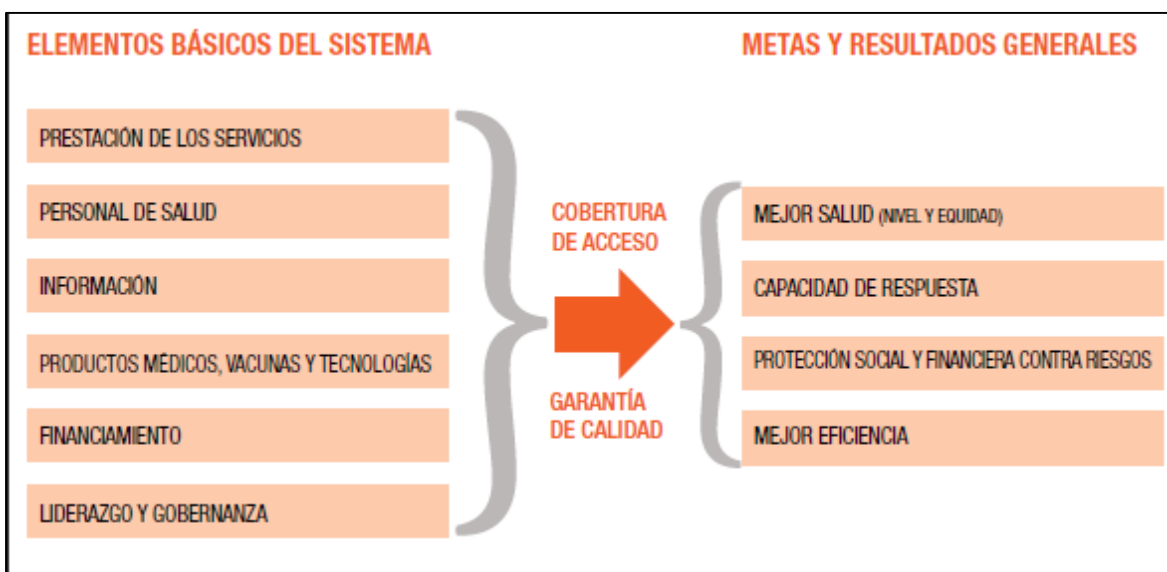 ELEMENTOS BÁSICOS DEL SISTEMA
PRESTACIÓN DE LOS SERVICIOS
PERSONAL DE SALUD
INFORMACIÓN
PRODUCTOS MÉDICOS, VACUNAS Y TECNOLOGÍAS
FINANCIAMIENTO
LIDERAZGO Y GOBERNANZA
COBERTURA
DE ACCESO
GARANTÍA
DE CALIDAD
METAS Y RESULTADOS GENERALES
MEJOR SALUD (NIVEL Y EQUIDAD)
CAPACIDAD DE RESPUESTA
PROTECCIÓN SOCIAL Y FINANCIERA CONTRA RIESGOS
MEJOR EFICIENCIA